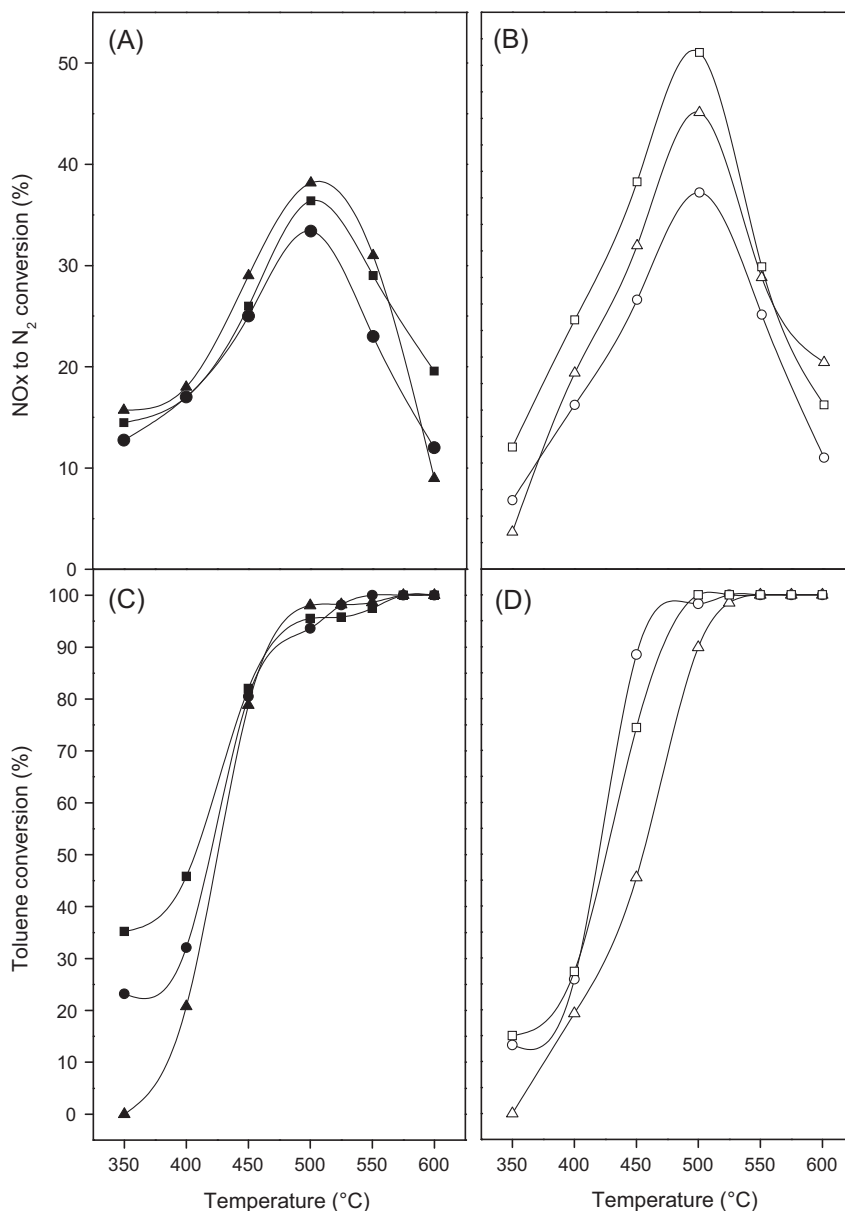 (A)
(B)
50
40
30
20
10
0
NOx to N₂ conversion (%)
(C)
(D)
100
90
80
70
60
50
40
30
20
10
0
Toluene conversion (%)
350 400 450 500 550 600
350 400 450 500 550 600
Temperature (°C)
Temperature (°C)